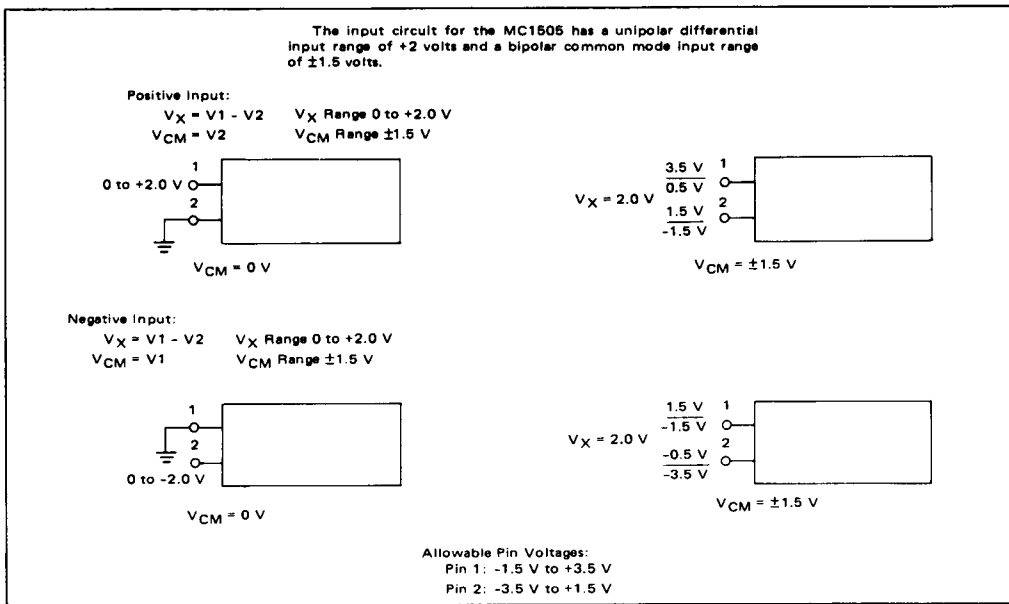 The input circuit for the MC1505 has a unipolar differential
input range of +2 volts and a bipolar common mode input range
of ±1.5 volts.
Positive Input:
VX = V1 - V2 VX Range 0 to +2.0 V
VCM = V2 VCM Range ±1.5 V
1
0 to +2.0 V
2
VCM = 0 V
VX = 2.0 V
3.5 V
0.5 V
1
1.5 V
-1.5 V
2
VCM = ±1.5 V
Negative Input:
VX = V1 - V2 VX Range 0 to +2.0 V
VCM = V1 VCM Range ±1.5 V
1
2
0 to -2.0 V
VCM = 0 V
VX = 2.0 V
1.5 V
-1.5 V
1
-0.5 V
-3.5 V
2
VCM = ±1.5 V
Allowable Pin Voltages:
Pin 1: -1.5 V to +3.5 V
Pin 2: -3.5 V to +1.5 V